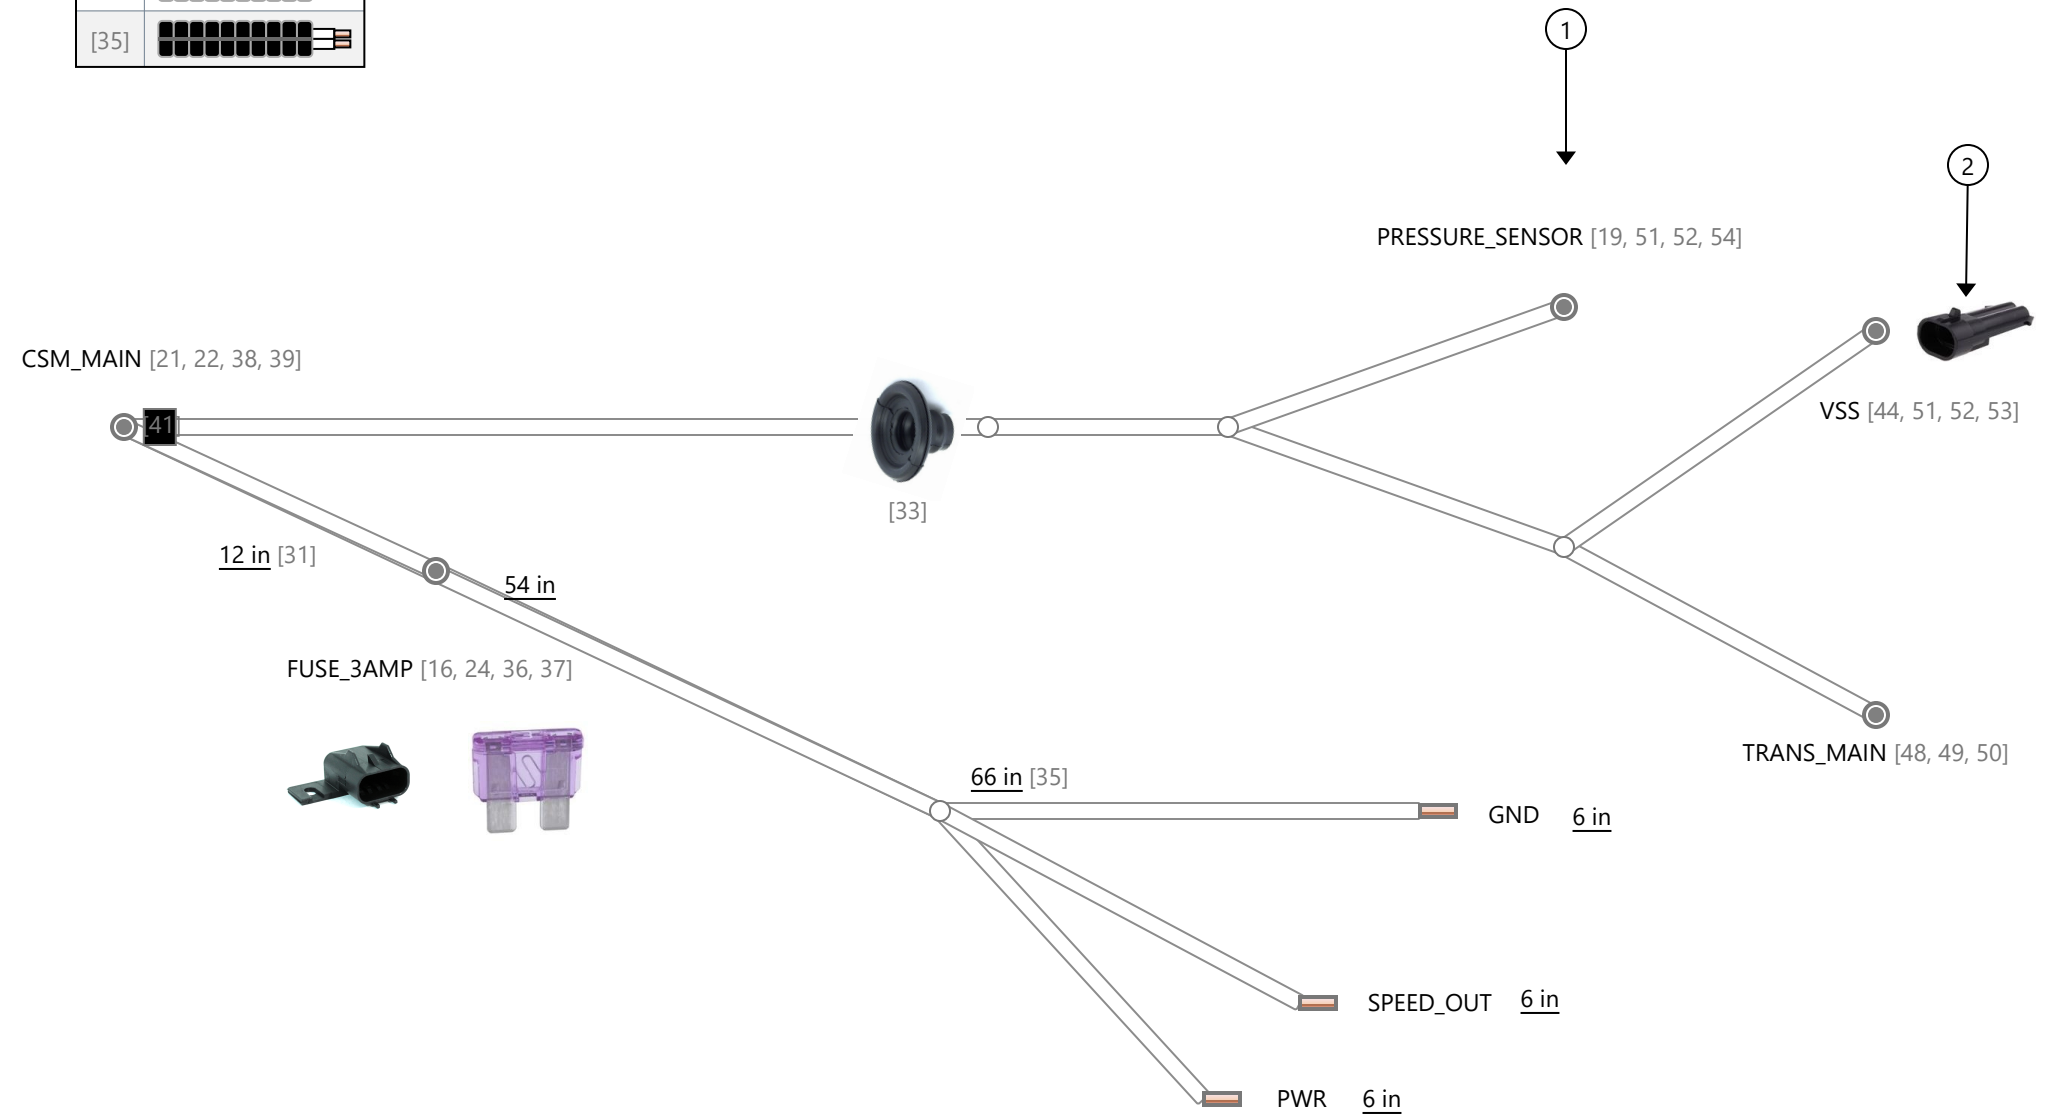 [35]
1
2
PRESSURE_SENSOR [19, 51, 52, 54]
CSM_MAIN [21, 22, 38, 39]
VSS [44, 51, 52, 53]
[41]
[33]
12 in [31]
54 in
FUSE_3AMP [16, 24, 36, 37]
TRANS_MAIN [48, 49, 50]
66 in [35]
GND 6 in
SPEED_OUT 6 in
PWR 6 in